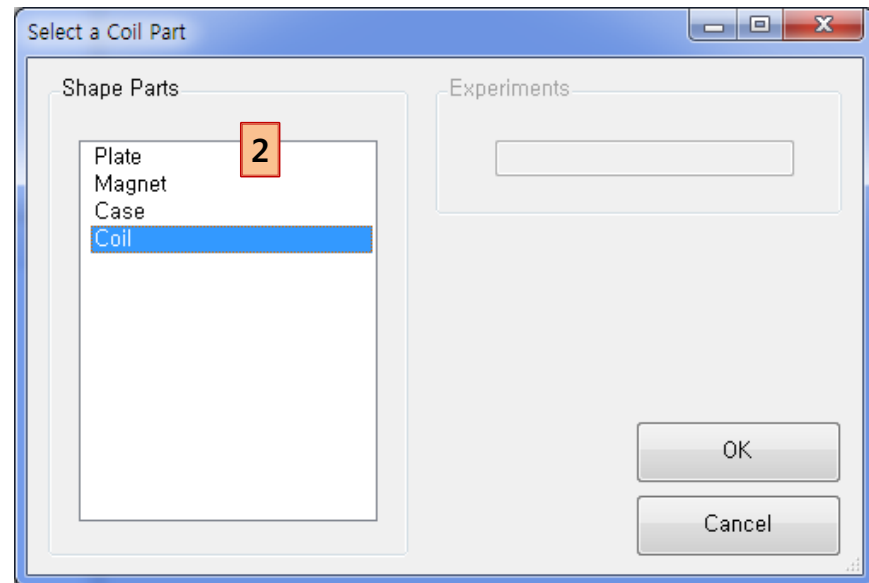 Select a Coil Part
Shape Parts
2
Plate
Magnet
Case
Coil
Experiments
OK
Cancel